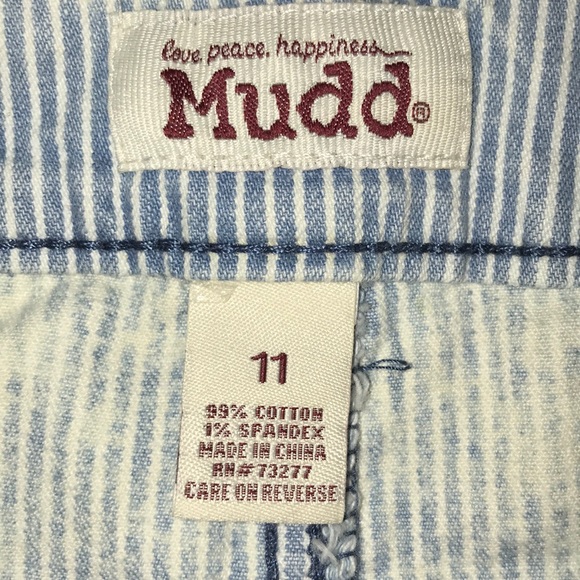 love. peace. happiness
Mudd®
11
99% COTTON
1% SPANDEX
MADE IN CHINA
RN#73277
CARE ON REVERSE